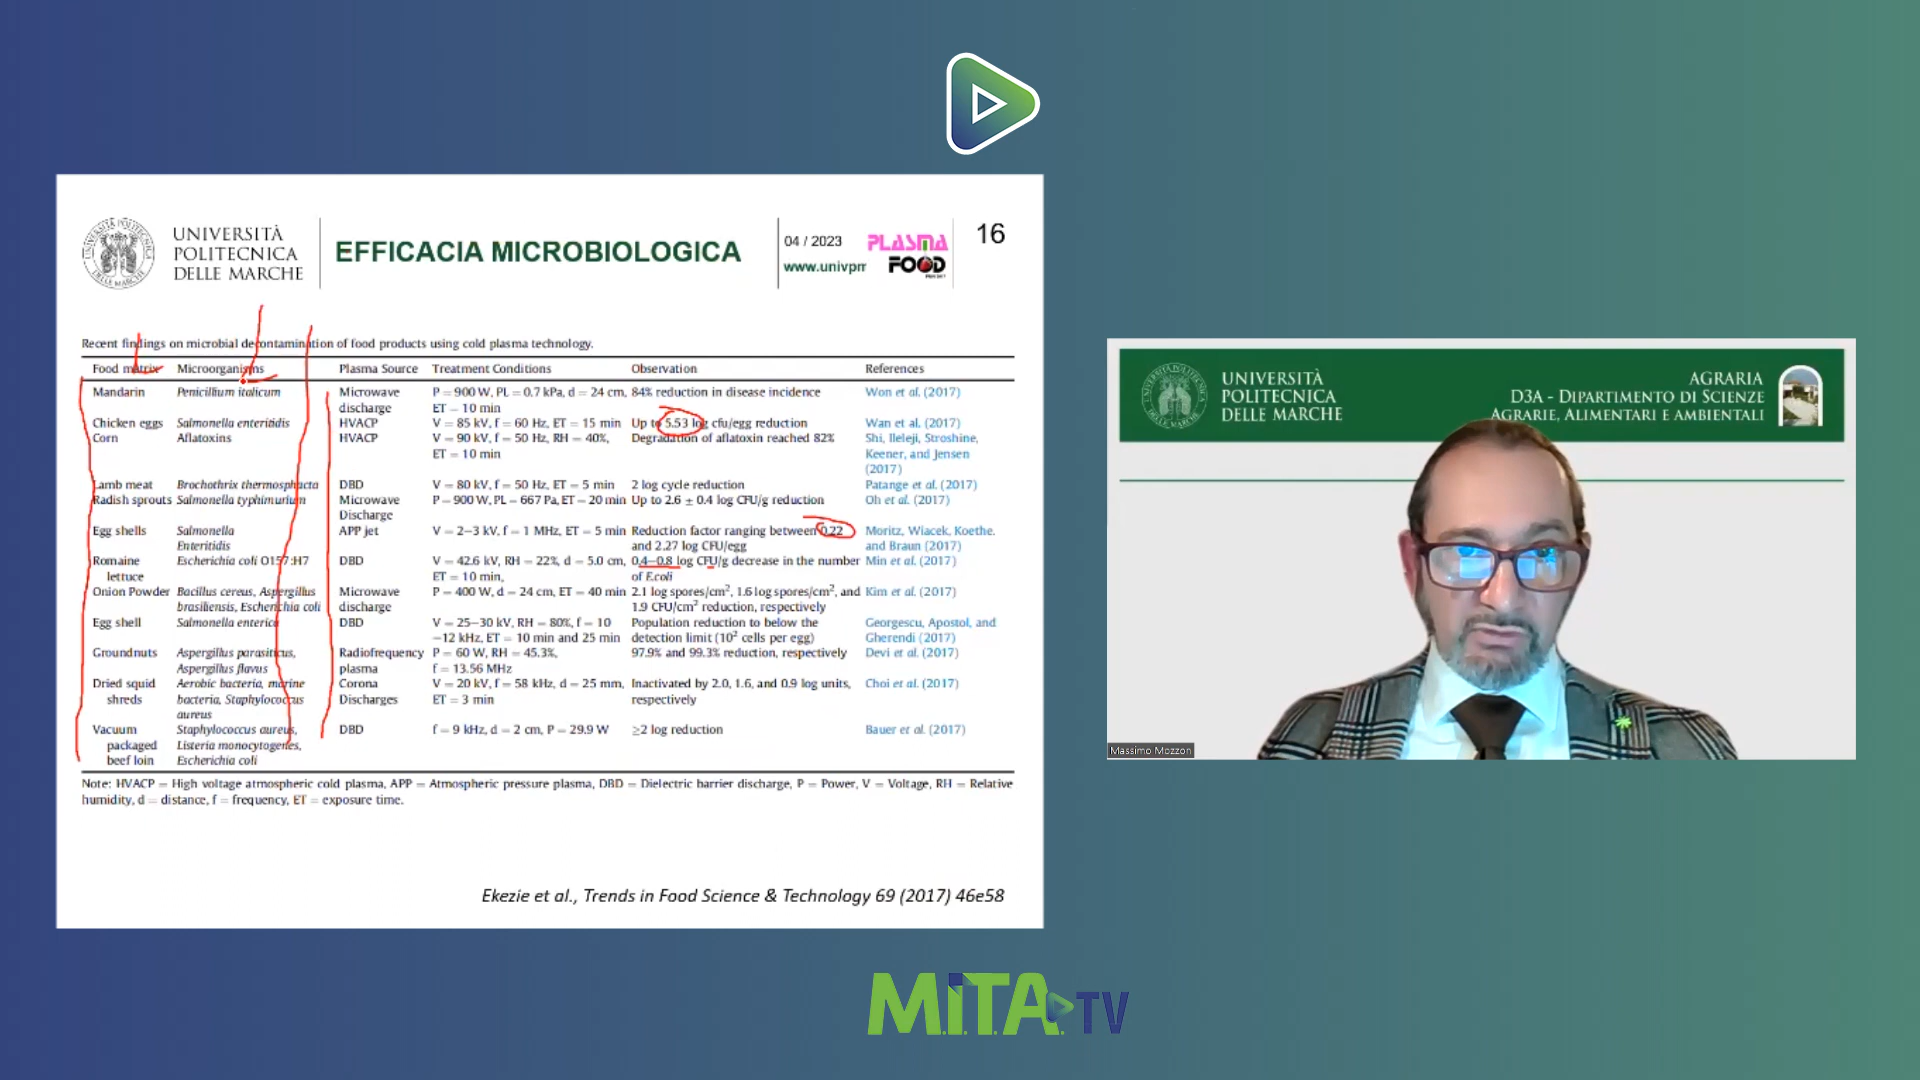 UNIVERSITÀ
POLITECNICA
DELLE MARCHE
EFFICACIA MICROBIOLOGICA
04 / 2023
www.univpm
PLASMA
FOOD
16
Recent findings on microbial decontamination of food products using cold plasma technology.
Food matrix Microorganisms Plasma Source Treatment Conditions Observation References
Mandarin Penicillium italicum Microwave P = 900 W, PL = 0.7 kPa, d = 24 cm, 84% reduction in disease incidence Won et al. (2017)
discharge ET = 10 min
Chicken eggs Salmonella enteritidis HVACP V = 85 kV, f = 60 Hz, ET = 15 min Up to 5.53 log cfu/egg reduction Wan et al. (2017)
Corn Aflatoxins HVACP V = 90 kV, f = 50 Hz, RH = 40%, Degradation of aflatoxin reached 82% Shi, Ileleji, Stroshine,
ET = 10 min Keener, and Jensen
(2017)
Lamb meat Brochothrix thermosphacta DBD V = 80 kV, f = 50 Hz, ET = 5 min 2 log cycle reduction Patange et al. (2017)
Radish sprouts Salmonella typhimurium Microwave P = 900 W, PL = 667 Pa, ET = 20 min Up to 2.6 ± 0.4 log CFU/g reduction Oh et al. (2017)
Discharge
Egg shells Salmonella APP jet V = 2–3 kV, f = 1 MHz, ET = 5 min Reduction factor ranging between 0.22 Moritz, Wiacek, Koethe,
Enteritidis and 2.27 log CFU/egg and Braun (2017)
Romaine Escherichia coli O157:H7 DBD V = 42.6 kV, RH = 22%, d = 5.0 cm, 0.4–0.8 log CFU/g decrease in the number Min et al. (2017)
lettuce ET = 10 min, of E.coli
Onion Powder Bacillus cereus, Aspergillus Microwave P = 400 W, d = 24 cm, ET = 40 min 2.1 log spores/cm², 1.6 log spores/cm², and Kim et al. (2017)
brasiliensis, Escherichia coli discharge 1.9 CFU/cm² reduction, respectively
Egg shell Salmonella enterica DBD V = 25–30 kV, RH = 80%, f = 10 Population reduction to below the Georgescu, Apostol, and
–12 kHz, ET = 10 min and 25 min detection limit (10² cells per egg) Gherendi (2017)
Groundnuts Aspergillus parasiticus, Radiofrequency P = 60 W, RH = 45.3%, 97.9% and 99.3% reduction, respectively Devi et al. (2017)
Aspergillus flavus plasma f = 13.56 MHz
Dried squid Aerobic bacteria, marine Corona V = 20 kV, f = 58 kHz, d = 25 mm, Inactivated by 2.0, 1.6, and 0.9 log units, Choi et al. (2017)
shreds bacteria, Staphylococcus Discharges ET = 3 min respectively
aureus
Vacuum Staphylococcus aureus, DBD f = 9 kHz, d = 2 cm, P = 29.9 W ≥2 log reduction Bauer et al. (2017)
packaged Listeria monocytogenes,
beef loin Escherichia coli
Note: HVACP = High voltage atmospheric cold plasma, APP = Atmospheric pressure plasma, DBD = Dielectric barrier discharge, P = Power, V = Voltage, RH = Relative
humidity, d = distance, f = frequency, ET = exposure time.
Ekezie et al., Trends in Food Science & Technology 69 (2017) 46e58
UNIVERSITÀ
POLITECNICA
DELLE MARCHE
AGRARIA
D3A - DIPARTIMENTO DI SCIENZE
AGRARIE, ALIMENTARI E AMBIENTALI
Massimo Mozzon
M.I.T.A. TV